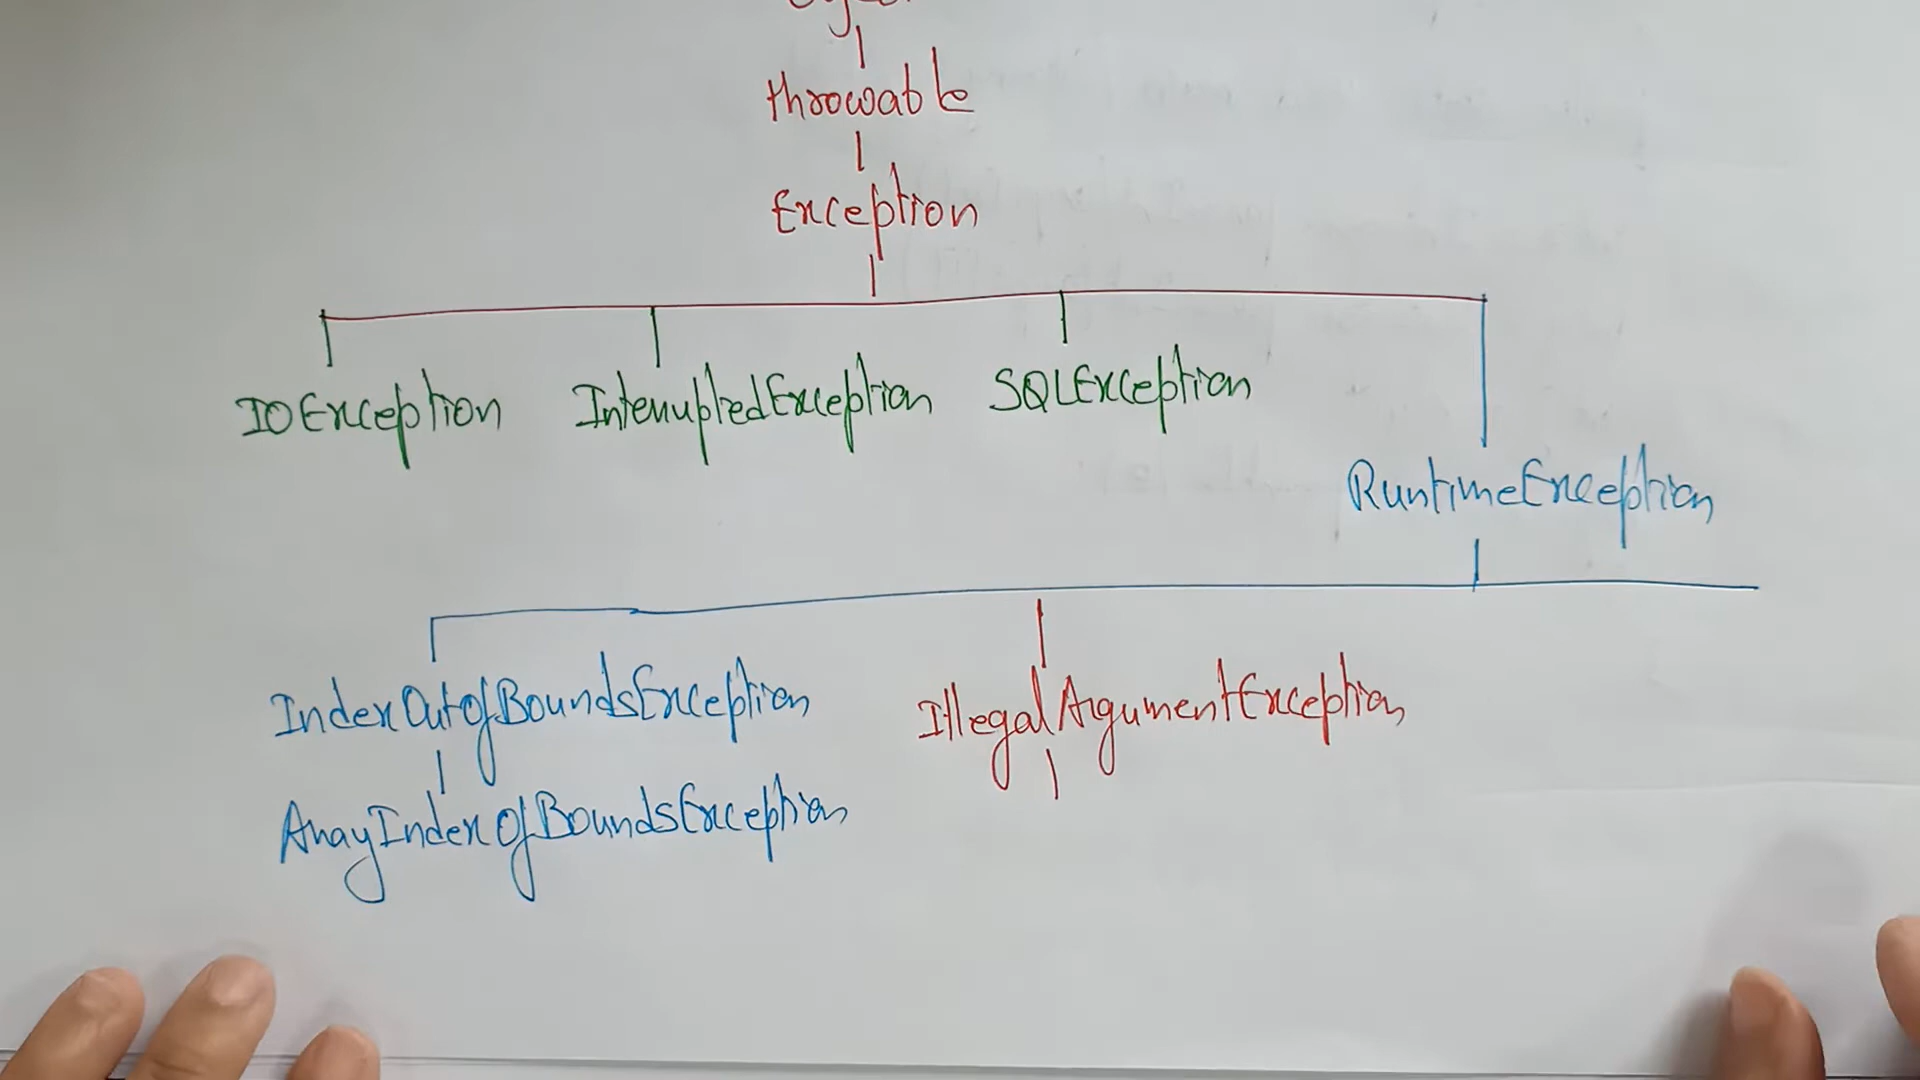 throwable
Exception
IOException InterruptedException SQLException
RuntimeException
IndexOutofBoundsException IllegalArgumentException
ArrayIndexOfBoundsException